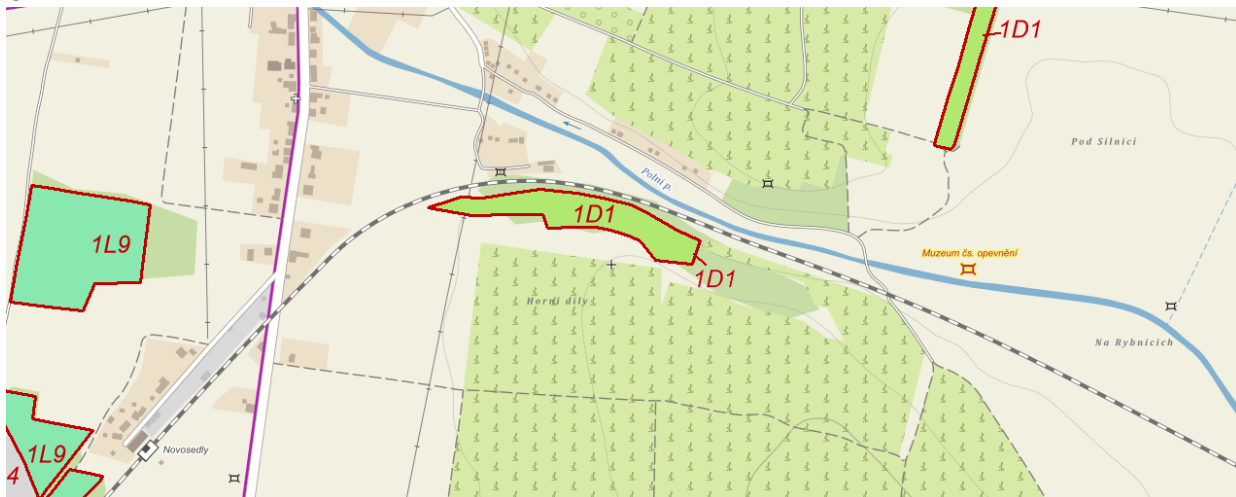 1D1
Pod Silnicí
Polní p.
1D1
1L9
Muzeum čs. opevnění
1D1
Horní díly
Na Rybnících
1L9
Novosedly
4